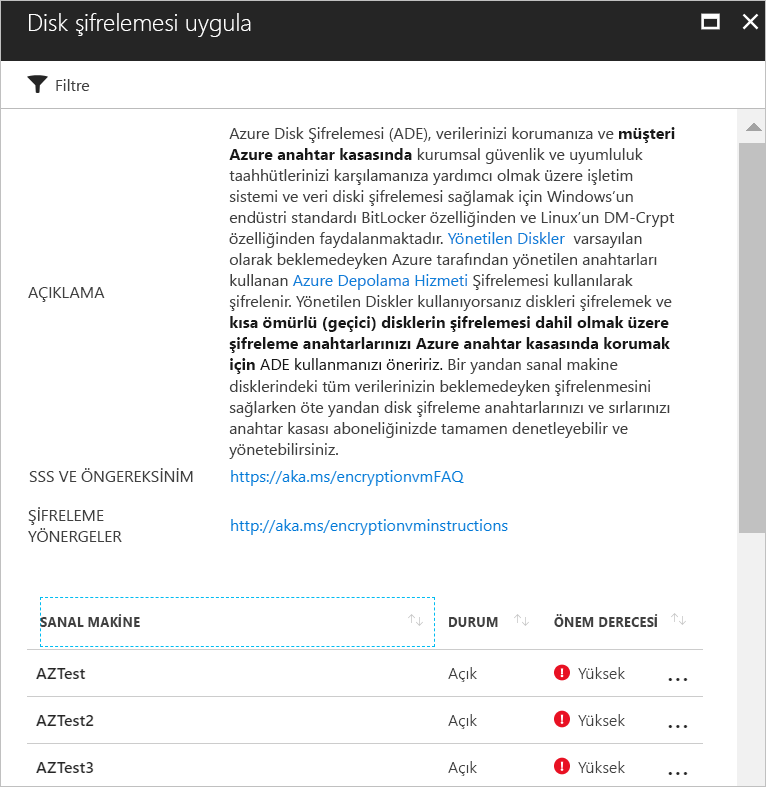 Disk şifrelemesi uygula
Filtre
AÇIKLAMA
Azure Disk Şifrelemesi (ADE), verilerinizi korumanıza ve müşteri
Azure anahtar kasasında kurumsal güvenlik ve uyumluluk
taahhütlerinizi karşılamanıza yardımcı olmak üzere işletim
sistemi ve veri diski şifrelemesi sağlamak için Windows’un
endüstri standardı BitLocker özelliğinden ve Linux’un DM-Crypt
özelliğinden faydalanmaktadır. Yönetilen Diskler varsayılan
olarak beklemedeyken Azure tarafından yönetilen anahtarları
kullanan Azure Depolama Hizmeti Şifrelemesi kullanılarak
şifrelenir. Yönetilen Diskler kullanıyorsanız diskleri şifrelemek ve
kısa ömürlü (geçici) disklerin şifrelemesi dahil olmak üzere
şifreleme anahtarlarınızı Azure anahtar kasasında korumak
için ADE kullanmanızı öneririz. Bir yandan sanal makine
disklerindeki tüm verilerinizin beklemedeyken şifrelenmesini
sağlarken öte yandan disk şifreleme anahtarlarınızı ve sırlarınızı
anahtar kasası aboneliğinizde tamamen denetleyebilir ve
yönetebilirsiniz.
SSS VE ÖNGEREKSİNİM https://aka.ms/encryptionvmFAQ
ŞİFRELEME
YÖNERGELER
http://aka.ms/encryptionvminstructions
SANAL MAKİNE DURUM ÖNEM DERECESİ
AZTest Açık Yüksek ...
AZTest2 Açık Yüksek ...
AZTest3 Açık Yüksek ...